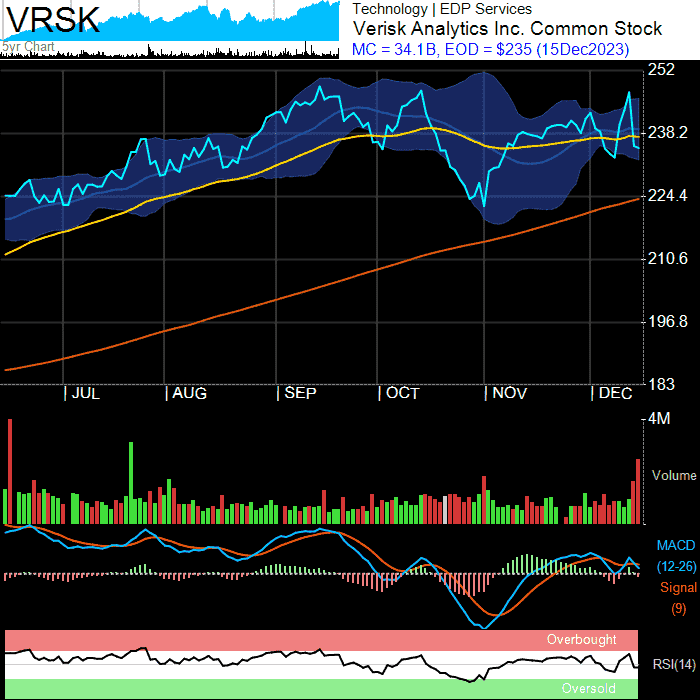 VRSK
5yr Chart
Technology | EDP Services
Verisk Analytics Inc. Common Stock
MC = 34.1B, EOD = $235 (15Dec2023)
252
238.2
224.4
210.6
196.8
183
| JUL | AUG | SEP | OCT | NOV | DEC
4M
Volume
MACD
(12-26)
Signal
(9)
Overbought
RSI(14)
Oversold